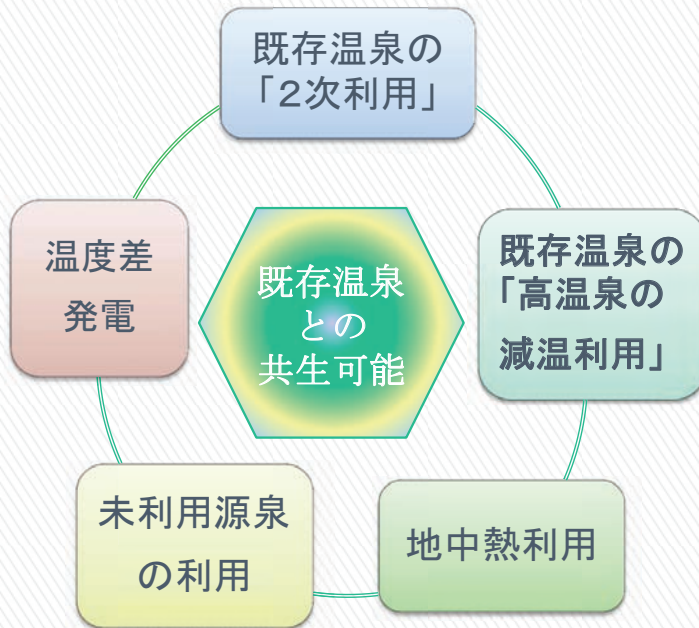 既存温泉の
「２次利用」
既存温泉の
「高温泉の
減温利用」
地中熱利用
未利用源泉
の利用
温度差
発電
既存温泉
との
共生可能